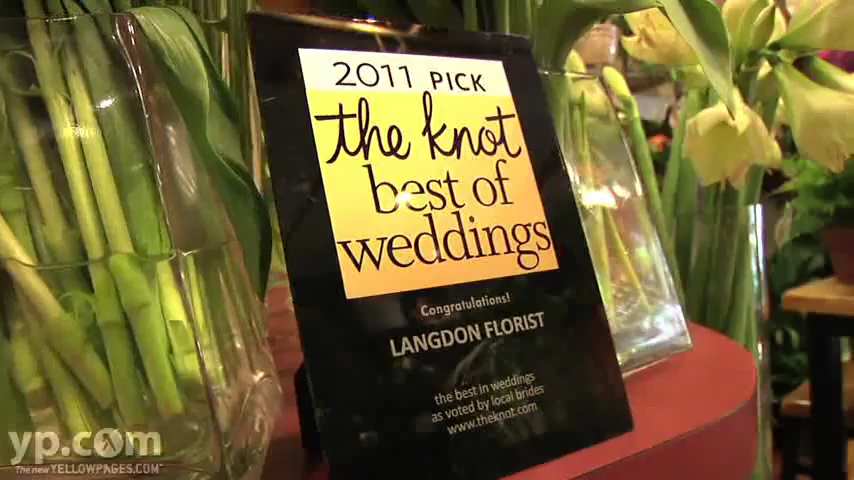 2011 PICK
the knot
best of
weddings
Congratulations!
LANGDON FLORIST
the best in weddings
as voted by local brides
www.theknot.com
yp.com
The new YELLOWPAGES.COM™